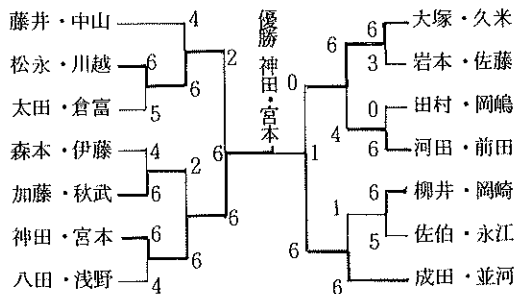 藤井・中山
松永・川越
太田・倉富
森本・伊藤
加藤・秋武
神田・宮本
八田・浅野
4
6
5
6
2
4
6
2
6
4
6
6
優勝 神田・宮本
1
0
6
6
4
1
6
6
3
0
6
6
5
大塚・久米
岩本・佐藤
田村・岡嶋
河田・前田
柳井・岡崎
佐伯・永江
成田・並河